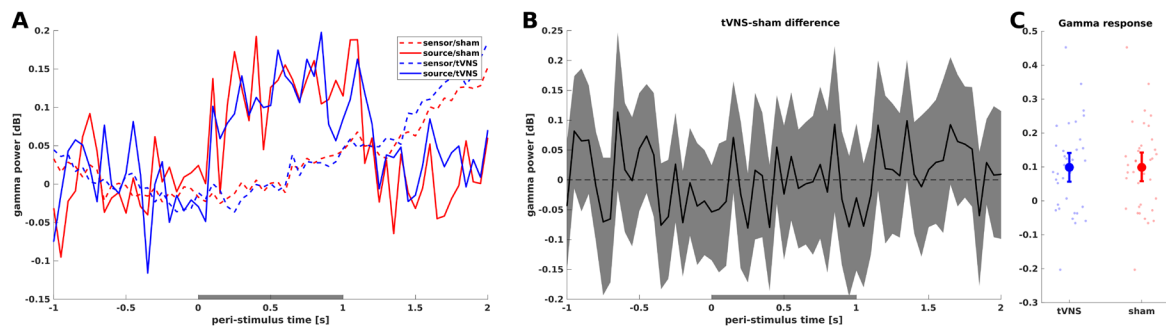 A
gamma power [dB]
0.2
0.15
0.1
0.05
0
-0.05
-0.1
-0.15
-1
-0.5
0
0.5
1
1.5
2
peri-stimulus time [s]
sensor/sham
source/sham
sensor/tVNS
source/tVNS
B
tVNS-sham difference
gamma power [dB]
0.25
0.2
0.15
0.1
0.05
0
0.05
0.1
0.15
-0.2
-1
-0.5
0
0.5
1
1.5
2
peri-stimulus time [s]
C
Gamma response
0.5
0.4
0.3
0.2
0.1
0
-0.1
-0.2
-0.3
tVNS
sham